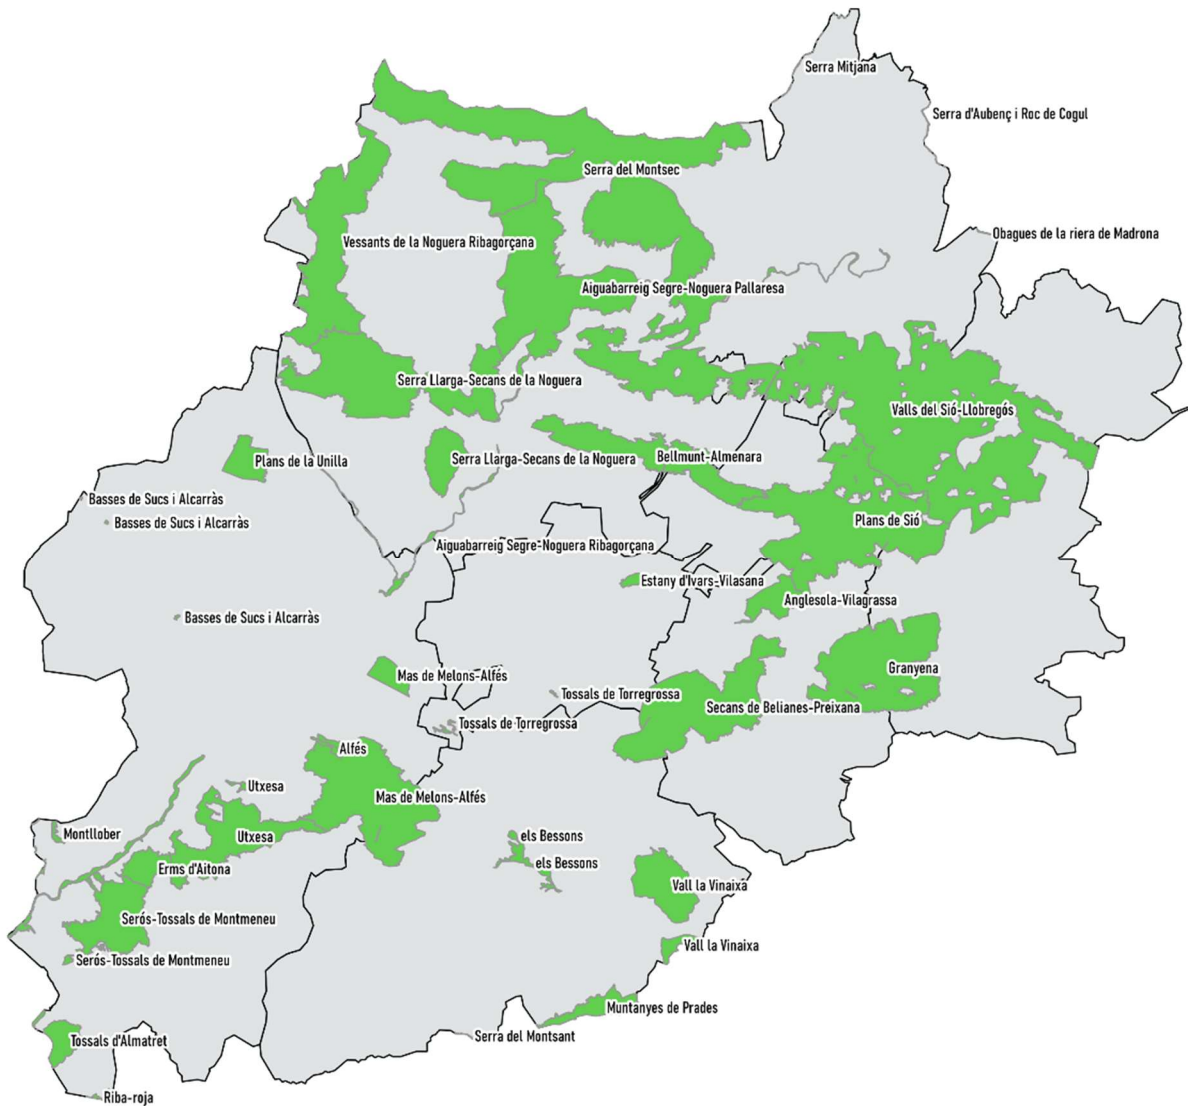 Serra Mitjana
Serra d'Aubenç i Roc de Cogul
Serra del Montsec
Obagues de la riera de Madrona
Vessants de la Noguera Ribagorçana
Aiguabarreig Segre-Noguera Pallaresa
Serra Llarga-Secans de la Noguera
Valls del Sió-Llobregós
Plans de la Unilla
Serra Llarga-Secans de la Noguera
Bellmunt-Almenara
Basses de Sucs i Alcarràs
Basses de Sucs i Alcarràs
Plans de Sió
Aiguabarreig Segre-Noguera Ribagorçana
Estany d'Ivars-Vilasana
Anglesola-Vilagrassa
Basses de Sucs i Alcarràs
Granyena
Mas de Melons-Alfés
Tossals de Torregrossa
Secans de Belianes-Preixana
Tossals de Torregrossa
Alfés
Utxesa
Mas de Melons-Alfés
Montllober
Utxesa
els Bessons
els Bessons
Erms d'Aitona
Vall la Vinaixa
Serós-Tossals de Montmeneu
Vall la Vinaixa
Serós-Tossals de Montmeneu
Muntanyes de Prades
Serra del Montsant
Tossals d'Almatret
Riba-roja